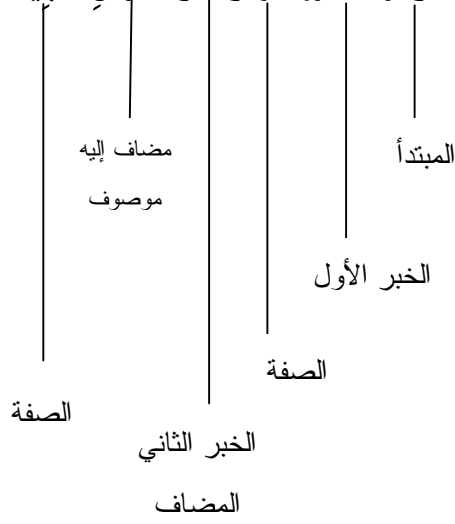 المبتدأ
مضاف إليه
موصوف
الخبر الأول
الصفة
الصفة
الخبر الثاني
المضاف